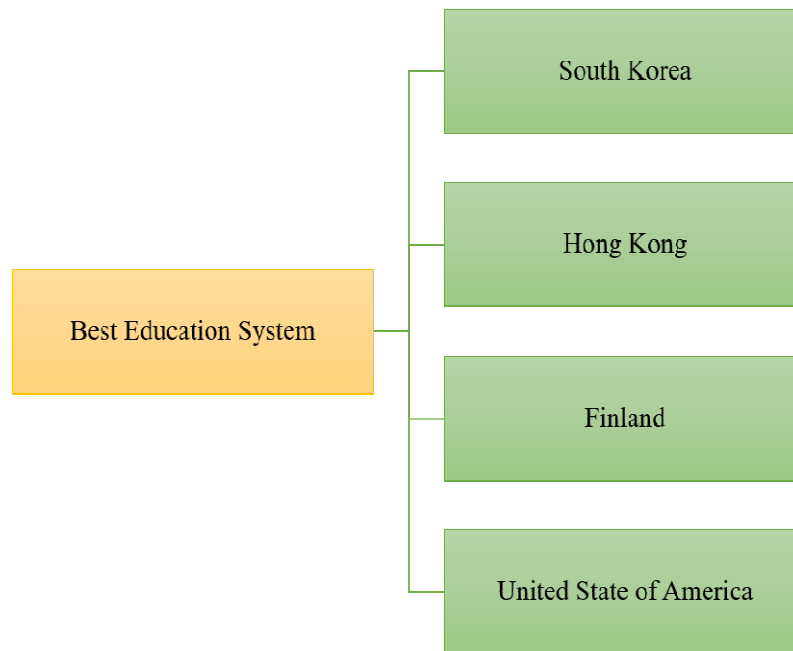 South Korea
Hong Kong
Best Education System
Finland
United State of America